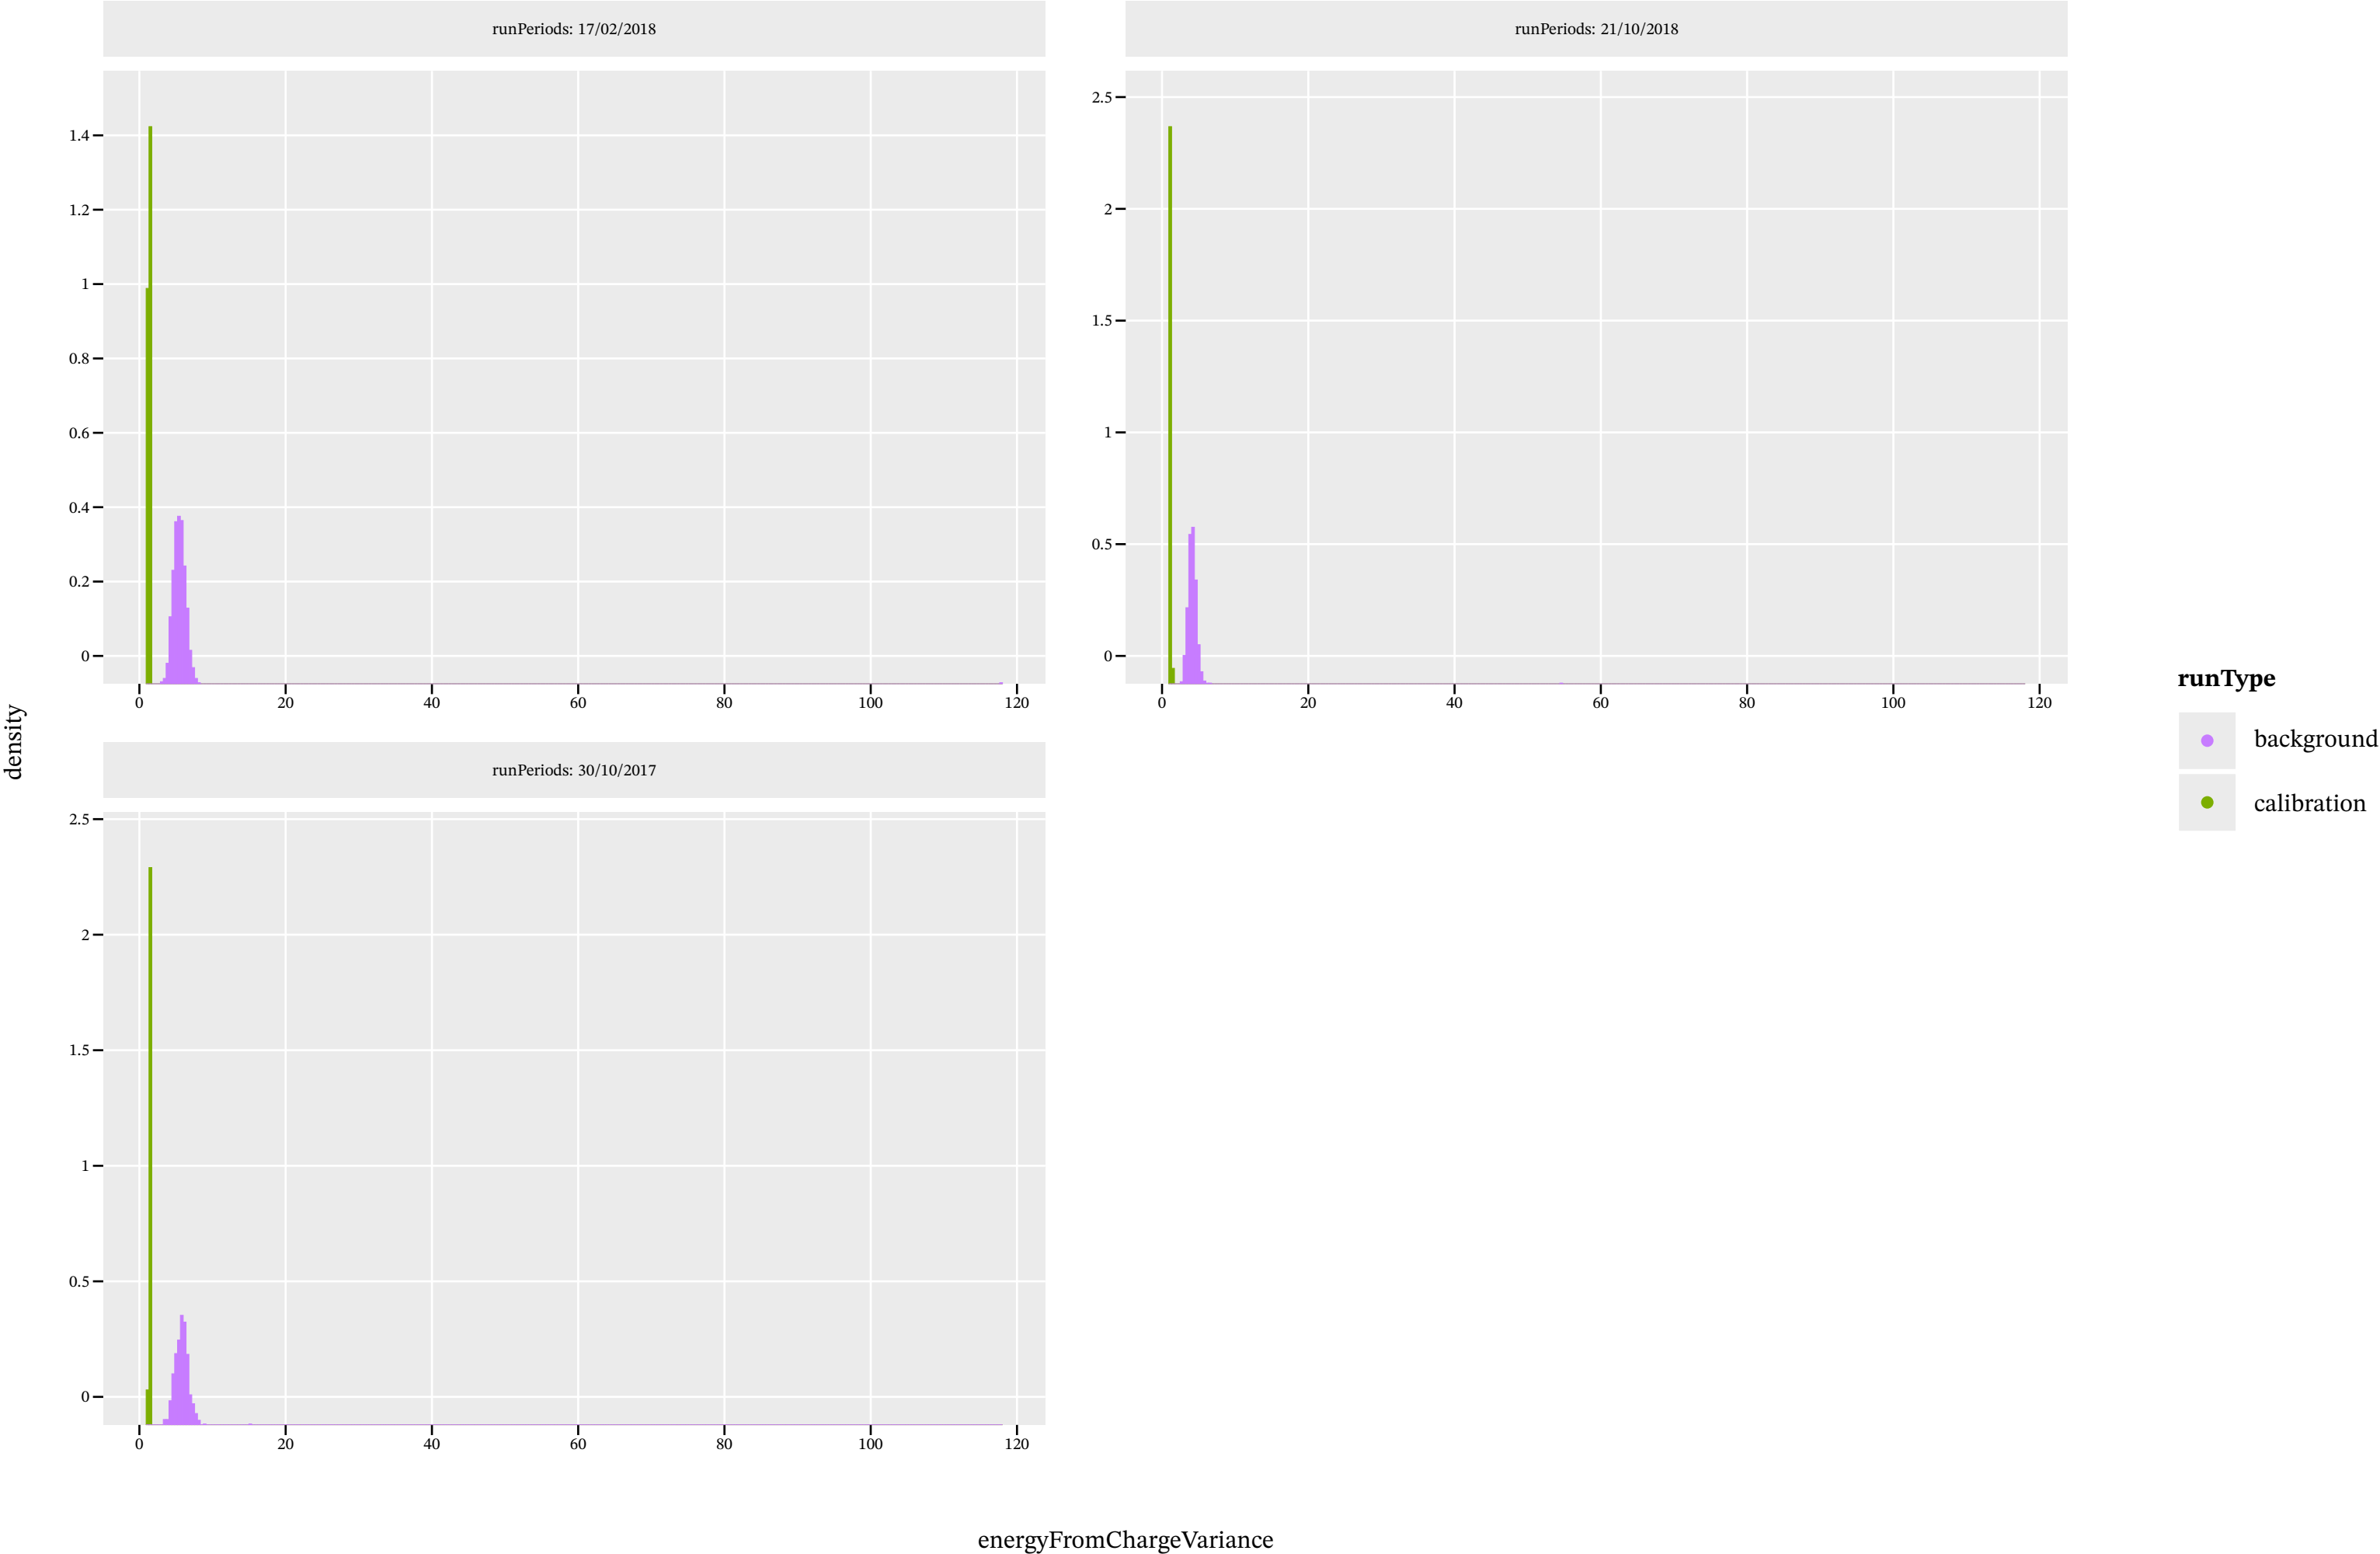 runPeriods: 17/02/2018
1.4
1.2
1
0.8
0.6
0.4
0.2
0
0 20 40 60 80 100 120
runPeriods: 21/10/2018
2.5
2
1.5
1
0.5
0
0 20 40 60 80 100 120
density
runPeriods: 30/10/2017
2.5
2
1.5
1
0.5
0
0 20 40 60 80 100 120
energyFromChargeVariance
runType
background
calibration